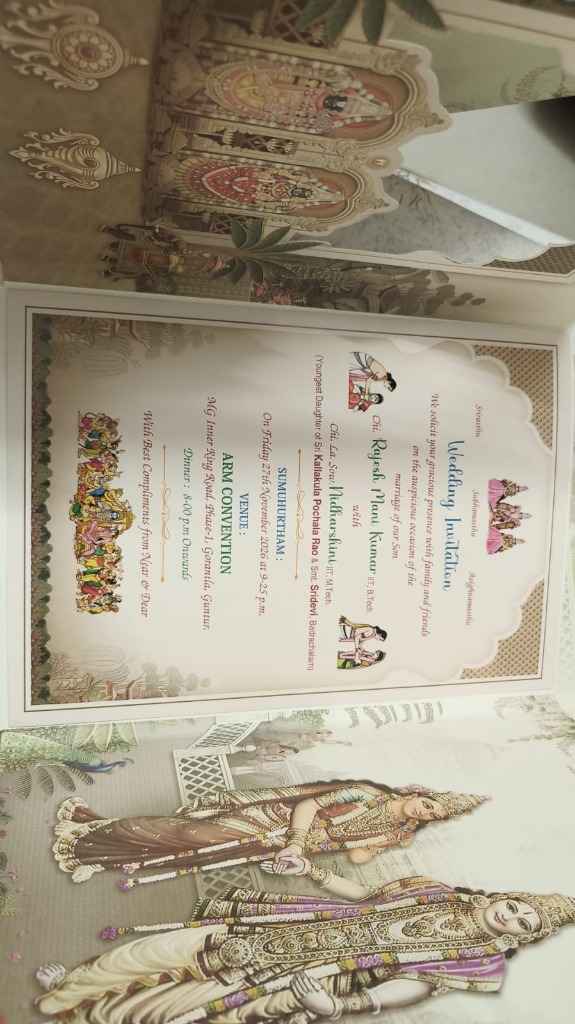 Srirasthu Subhamasthu Avighnamasthu
Wedding Invitation
We solicit your gracious presence with family and friends
on the auspicious occasion of the
marriage of our Son
Chi. Rajesh Mani Kumar IIT, B.Tech.
with
Chi. La. Sow. Nidharshini IIT, M.Tech.
(Youngest Daughter of Sri Kallakula Pochala Rao & Smt. Sridevi, Badrachalam)
SUMUHURTHAM :
On Friday 27th November 2026 at 9-25 p.m.
VENUE :
ARM CONVENTION
MG Inner Ring Road, Phase-1, Gorantla, Guntur.
Dinner : 8-00 p.m Onwards
With Best Compliments from Near & Dear